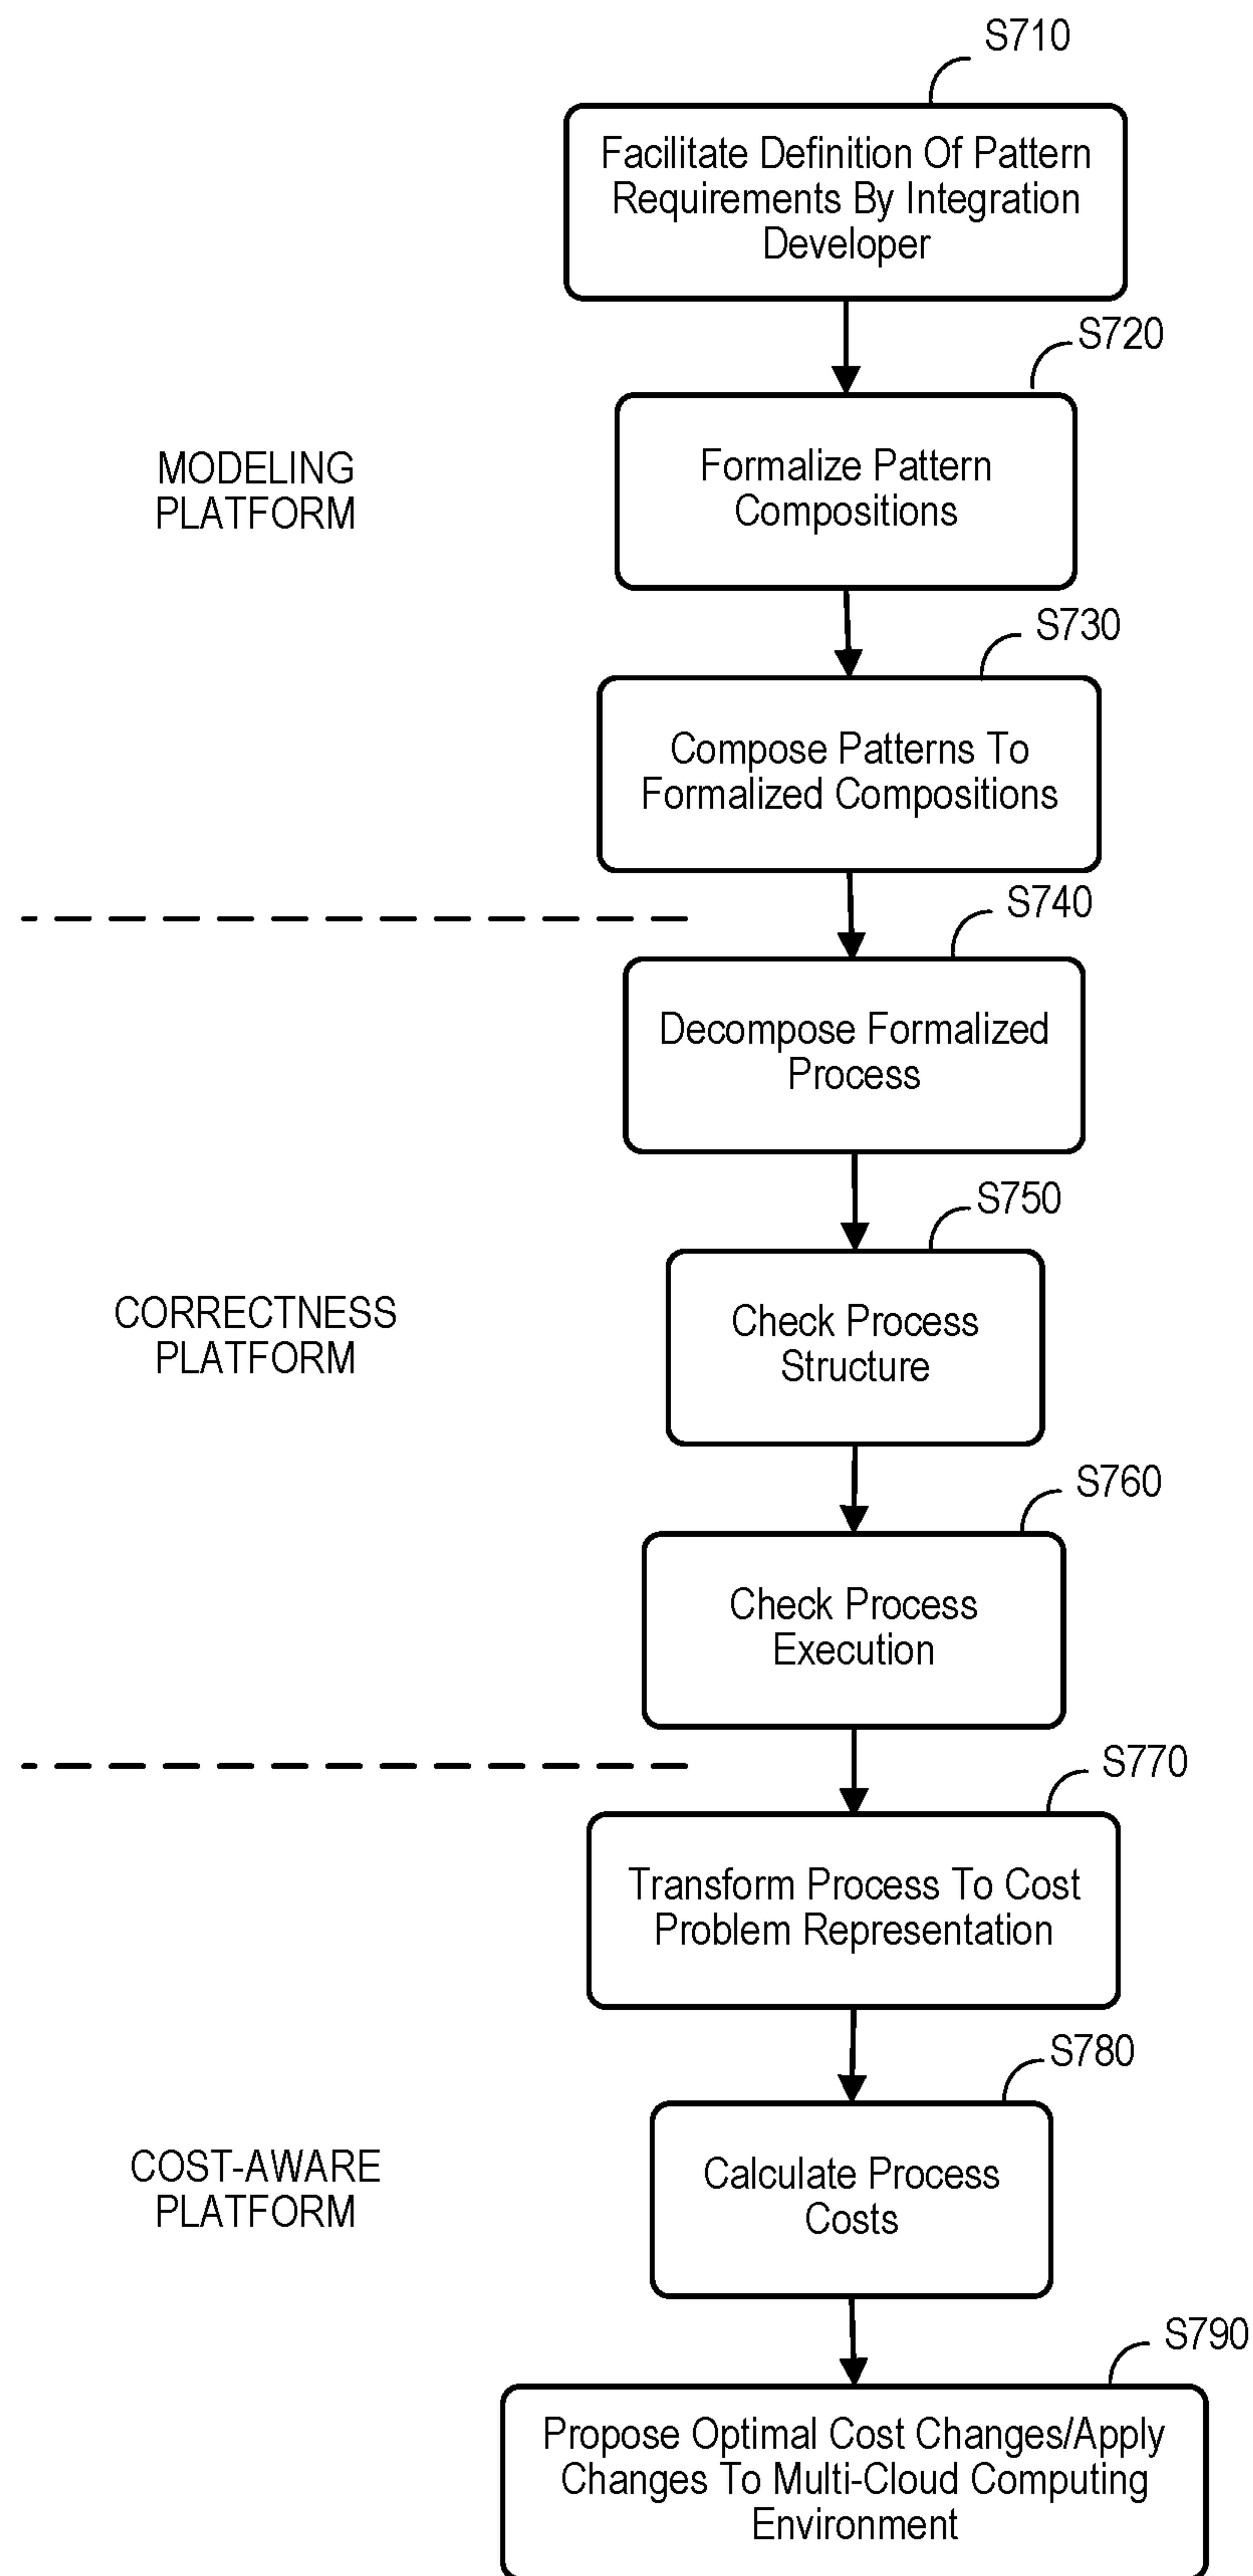 S710
Facilitate Definition Of Pattern
Requirements By Integration
Developer
S720
MODELING
PLATFORM
Formalize Pattern
Compositions
S730
Compose Patterns To
Formalized Compositions
S740
Decompose Formalized
Process
S750
CORRECTNESS
PLATFORM
Check Process
Structure
S760
Check Process
Execution
S770
Transform Process To Cost
Problem Representation
S780
COST-AWARE
PLATFORM
Calculate Process
Costs
S790
Propose Optimal Cost Changes/Apply
Changes To Multi-Cloud Computing
Environment